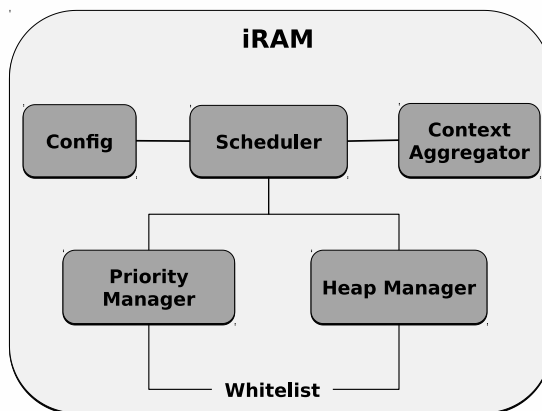 iRAM
Config
Scheduler
Context
Aggregator
Priority
Manager
Heap Manager
Whitelist